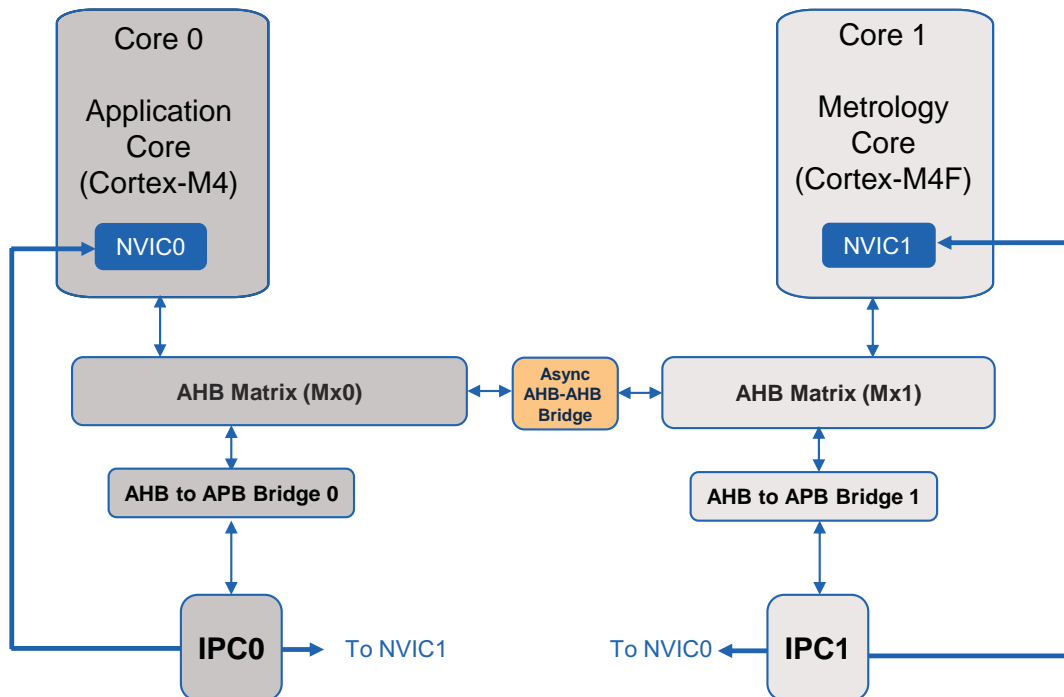 Core 0
Application
Core
(Cortex-M4)
NVIC0
Core 1
Metrology
Core
(Cortex-M4F)
NVIC1
AHB Matrix (Mx0)
Async
AHB-AHB
Bridge
AHB Matrix (Mx1)
AHB to APB Bridge 0
AHB to APB Bridge 1
IPC0
To NVIC1
To NVIC0
IPC1